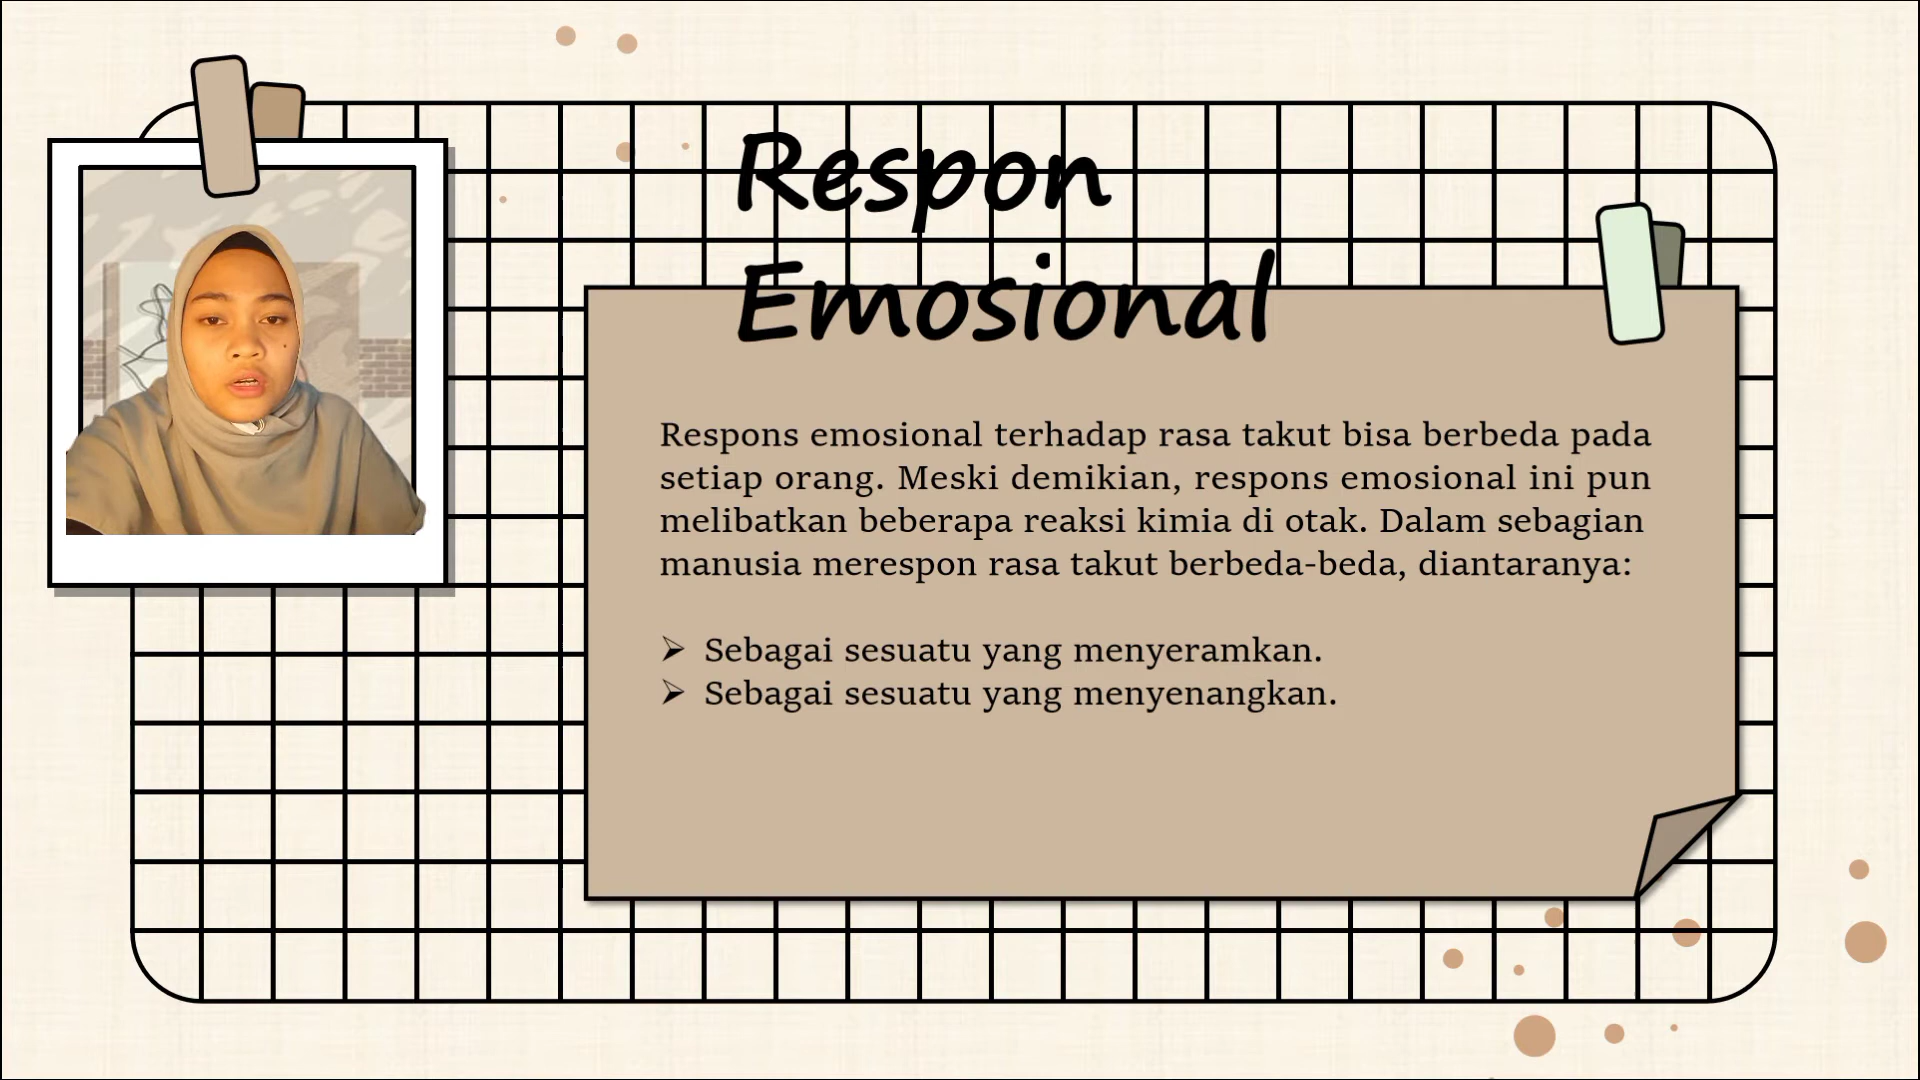 Respon
Emosional
Respons emosional terhadap rasa takut bisa berbeda pada
setiap orang. Meski demikian, respons emosional ini pun
melibatkan beberapa reaksi kimia di otak. Dalam sebagian
manusia merespon rasa takut berbeda-beda, diantaranya:
➢ Sebagai sesuatu yang menyeramkan.
➢ Sebagai sesuatu yang menyenangkan.